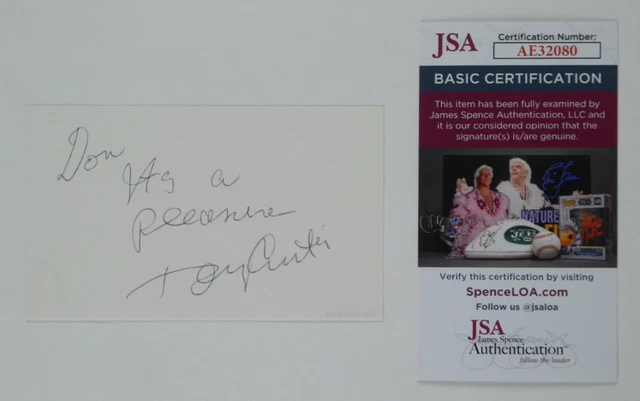 Don
Its a
pleasure
Tony Curtis
JSA
Certification Number:
AE32080
BASIC CERTIFICATION
This item has been fully examined by
James Spence Authentication, LLC and
it is our considered opinion that the
signature(s) is/are genuine.
NATURE
JETS
Verify this certification by visiting
SpenceLOA.com
Follow us @jsaloa
JSA
James Spence
Authentication
follow the leader